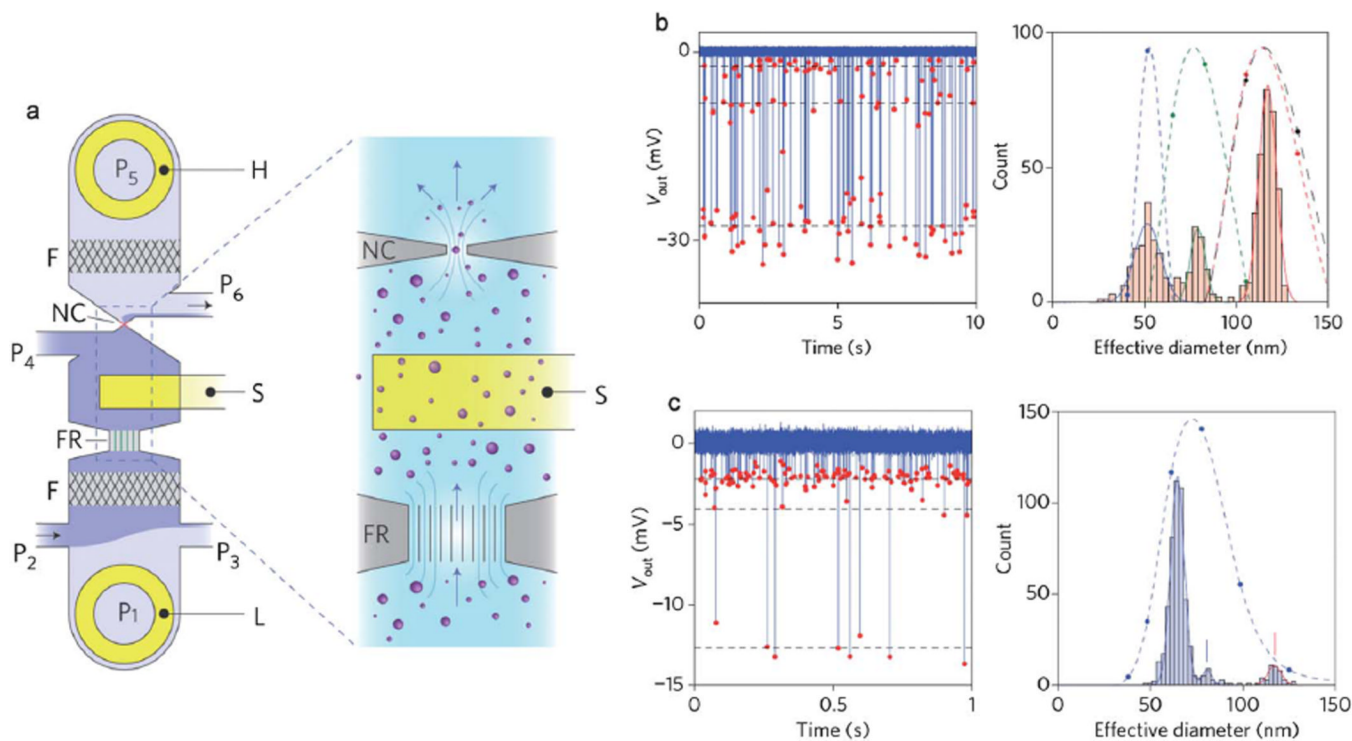 a
P5
H
F
P6
NC
P4
S
FR
F
P2
P3
P1
L
NC
S
FR
b
0
−30
Vout (mV)
0
5
10
Time (s)
100
50
0
Count
0
50
100
150
Effective diameter (nm)
c
0
−5
−10
−15
Vout (mV)
0
0.5
1
Time (s)
150
100
50
0
Count
0
50
100
150
Effective diameter (nm)